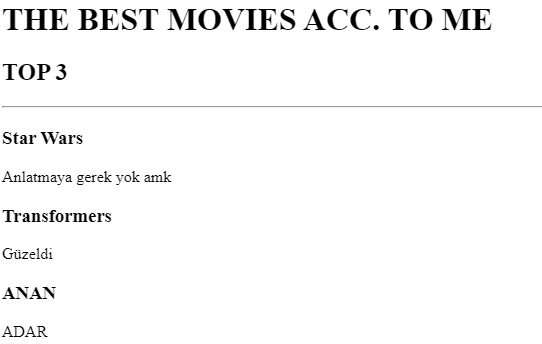 THE BEST MOVIES ACC. TO ME
TOP 3
Star Wars
Anlatmaya gerek yok amk
Transformers
Güzeldi
ANAN
ADAR